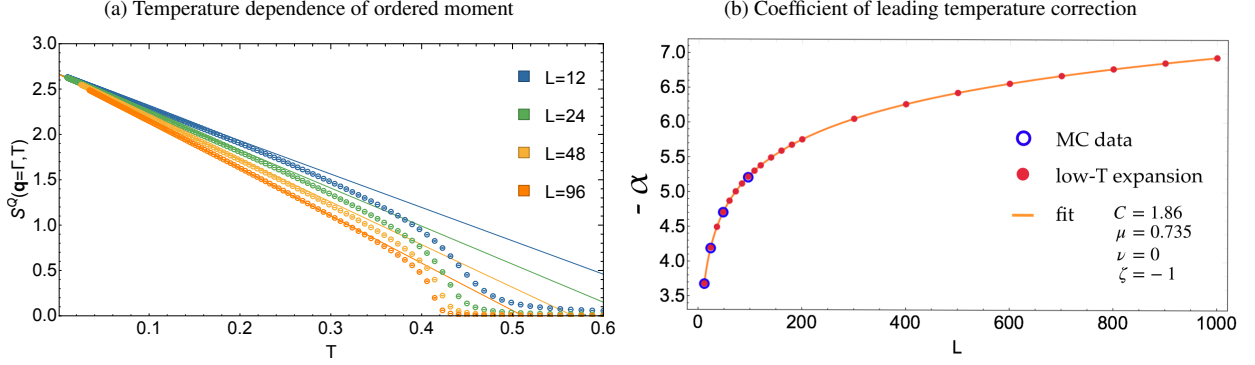 (a) Temperature dependence of ordered moment
3.0
2.5
2.0
1.5
1.0
0.5
0.0
0.1
0.2
0.3
0.4
0.5
0.6
S^Q(q=Γ,T)
T
L=12
L=24
L=48
L=96
(b) Coefficient of leading temperature correction
7.0
6.5
6.0
5.5
5.0
4.5
4.0
3.5
0
200
400
600
800
1000
- α
L
MC data
low-T expansion
fit
C = 1.86
μ = 0.735
ν = 0
ζ = − 1